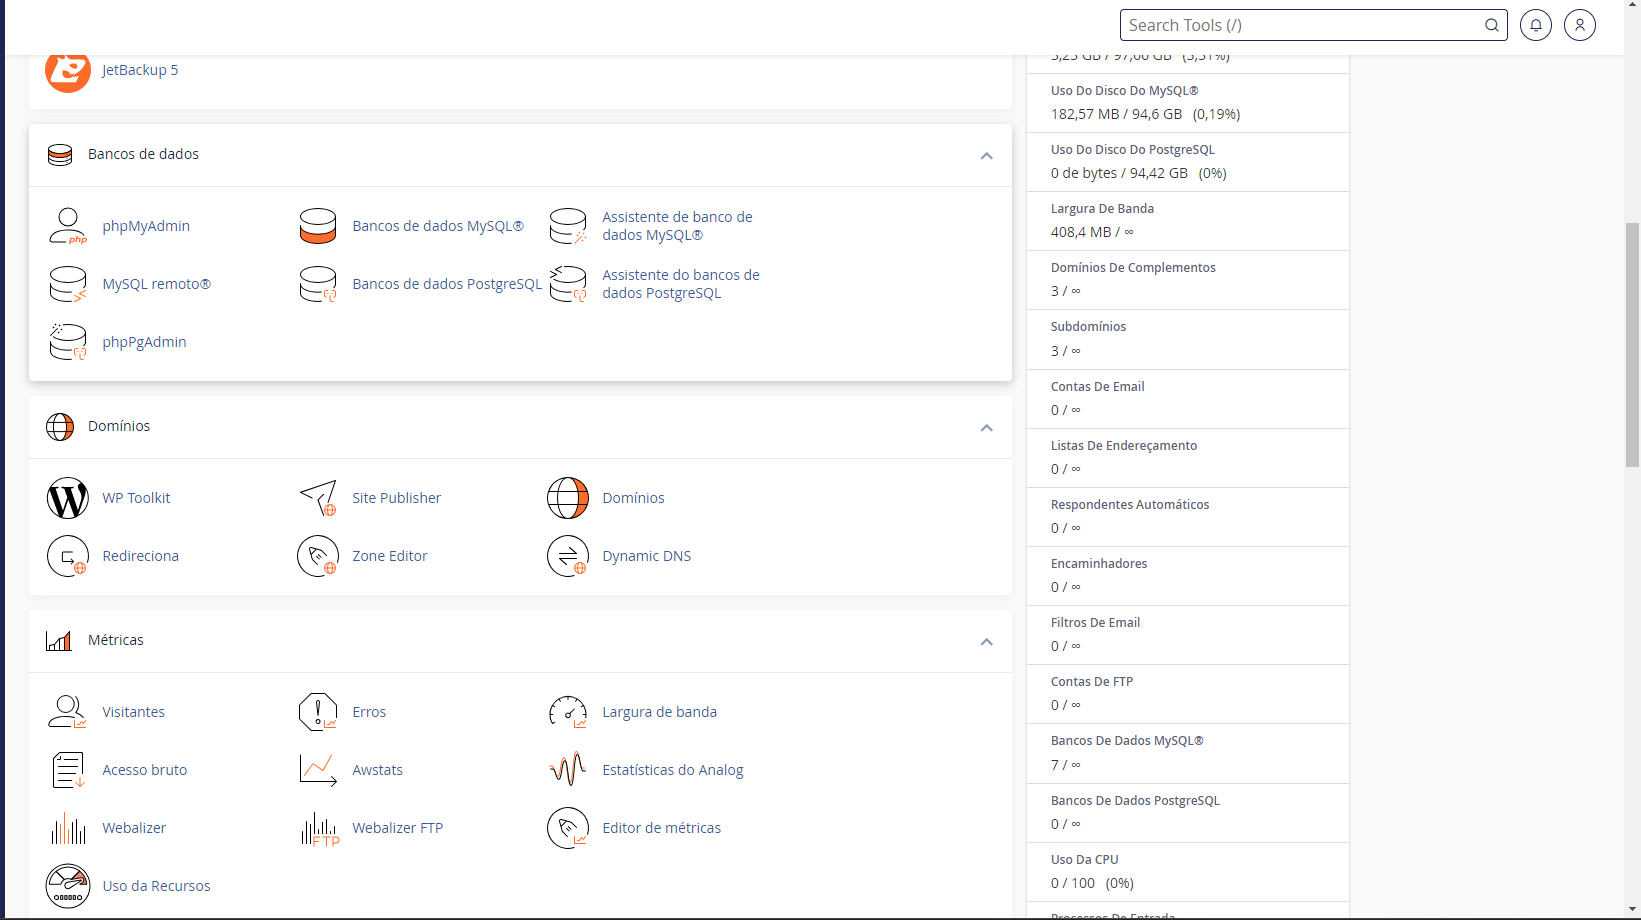 Search Tools (/)
JetBackup 5
Bancos de dados
phpMyAdmin
Bancos de dados MySQL®
Assistente de banco de
dados MySQL®
MySQL remoto®
Bancos de dados PostgreSQL
Assistente do bancos de
dados PostgreSQL
phpPgAdmin
Domínios
WP Toolkit
Site Publisher
Domínios
Redireciona
Zone Editor
Dynamic DNS
Métricas
Visitantes
Erros
Largura de banda
Acesso bruto
Awstats
Estatísticas do Analog
Webalizer
Webalizer FTP
Editor de métricas
Uso da Recursos
Uso Do Disco Do MySQL®
182,57 MB / 94,6 GB (0,19%)
Uso Do Disco Do PostgreSQL
0 de bytes / 94,42 GB (0%)
Largura De Banda
408,4 MB / ∞
Domínios De Complementos
3 / ∞
Subdomínios
3 / ∞
Contas De Email
0 / ∞
Listas De Endereçamento
0 / ∞
Respondentes Automáticos
0 / ∞
Encaminhadores
0 / ∞
Filtros De Email
0 / ∞
Contas De FTP
0 / ∞
Bancos De Dados MySQL®
7 / ∞
Bancos De Dados PostgreSQL
0 / ∞
Uso Da CPU
0 / 100 (0%)
Processos De Entrada